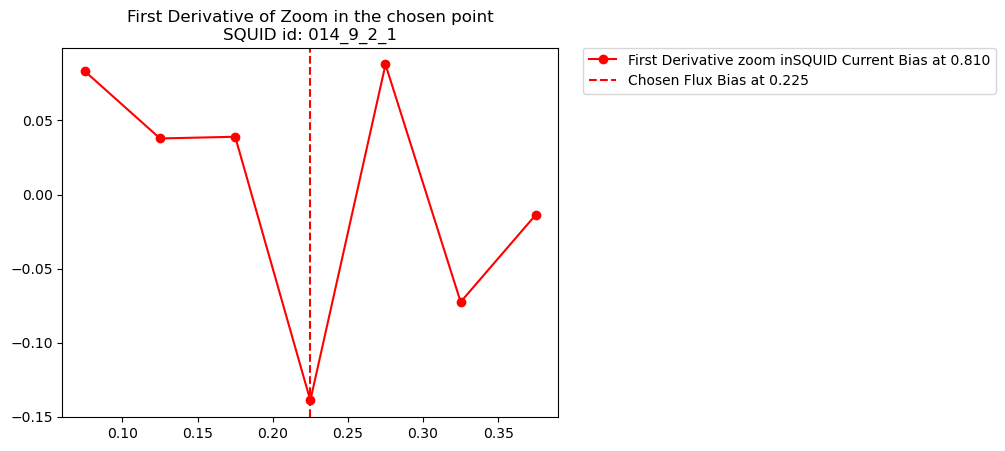 First Derivative of Zoom in the chosen point
SQUID id: 014_9_2_1
First Derivative zoom inSQUID Current Bias at 0.810
Chosen Flux Bias at 0.225
0.05
0.00
−0.05
−0.10
−0.15
0.10 0.15 0.20 0.25 0.30 0.35